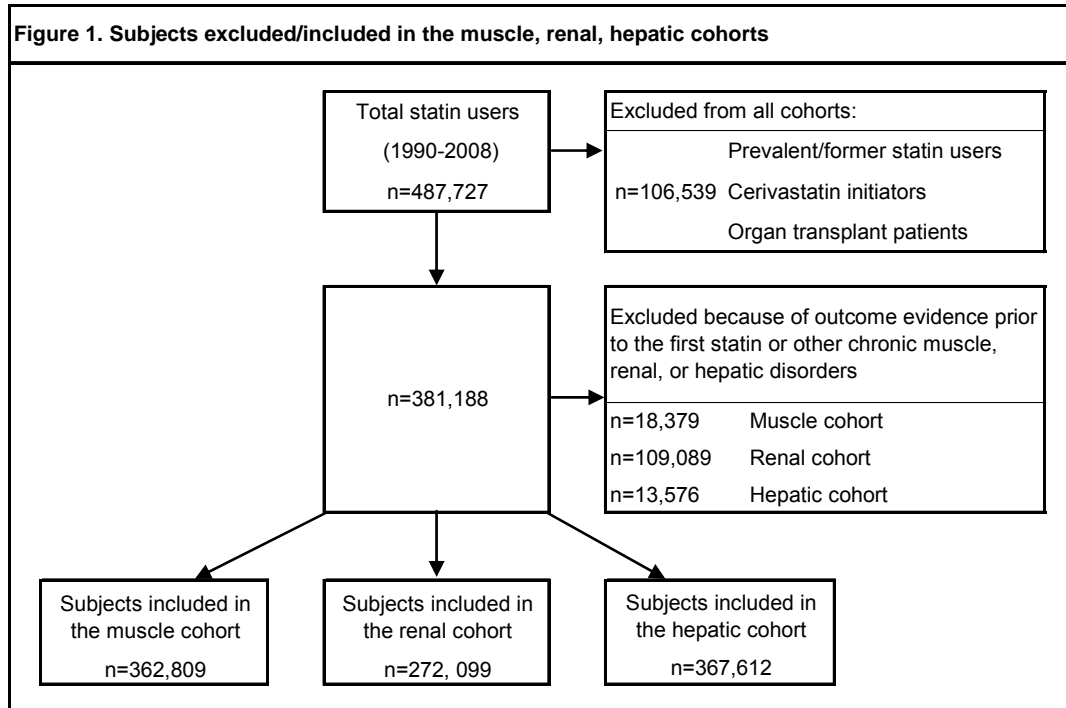 Figure 1. Subjects excluded/included in the muscle, renal, hepatic cohorts
Total statin users
(1990-2008)
n=487,727
Excluded from all cohorts:
Prevalent/former statin users
n=106,539 Cerivastatin initiators
Organ transplant patients
n=381,188
Excluded because of outcome evidence prior
to the first statin or other chronic muscle,
renal, or hepatic disorders
n=18,379 Muscle cohort
n=109,089 Renal cohort
n=13,576 Hepatic cohort
Subjects included in
the muscle cohort
n=362,809
Subjects included in
the renal cohort
n=272, 099
Subjects included in
the hepatic cohort
n=367,612